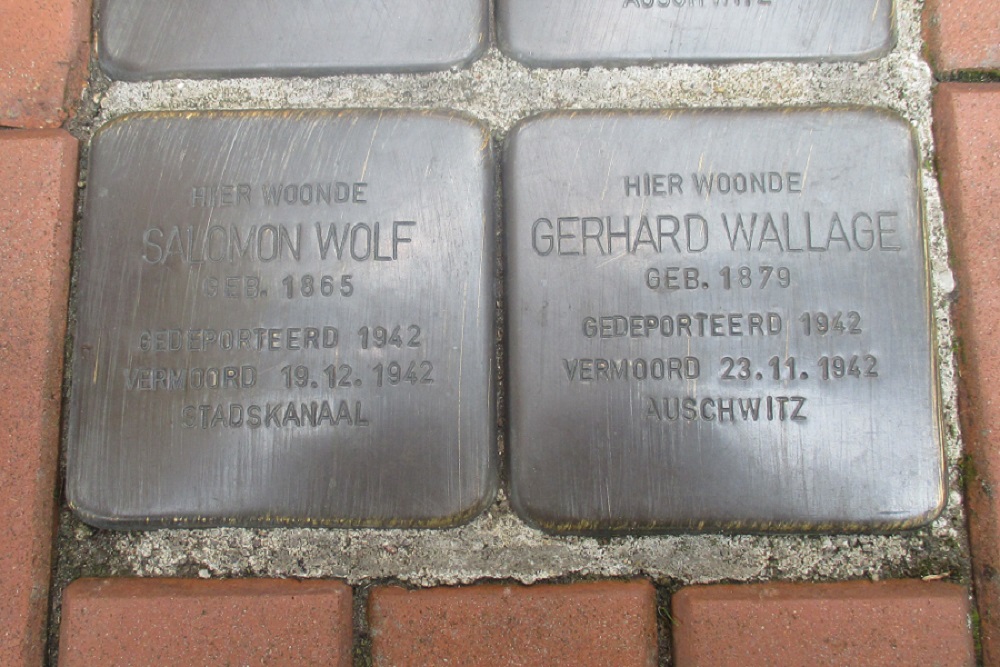 AUSCHWITZ
HIER WOONDE
SALOMON WOLF
GEB. 1865
GEDEPORTEERD 1942
VERMOORD 19.12.1942
STADSKANAAL
HIER WOONDE
GERHARD WALLAGE
GEB. 1879
GEDEPORTEERD 1942
VERMOORD 23.11.1942
AUSCHWITZ